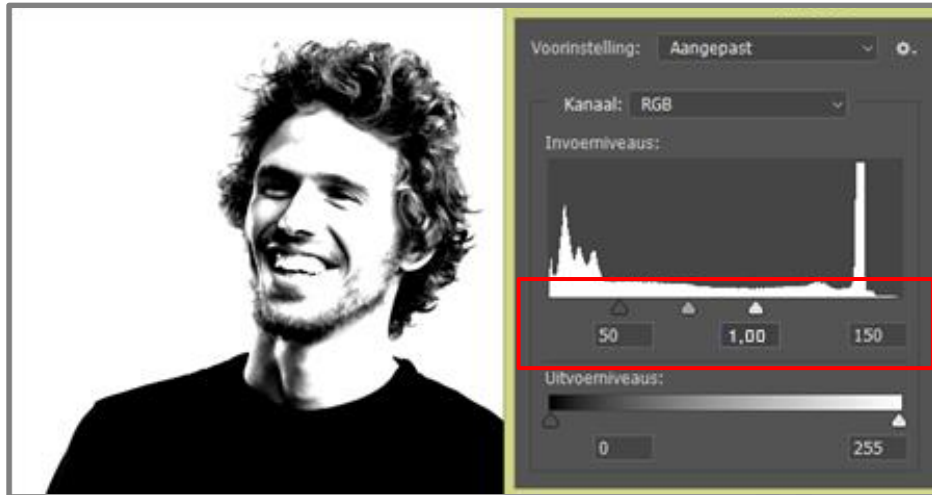 Voorinstelling: Aangepast
Kanaal: RGB
Invoerniveaus:
50 1,00 150
Uitvoerniveaus:
0 255